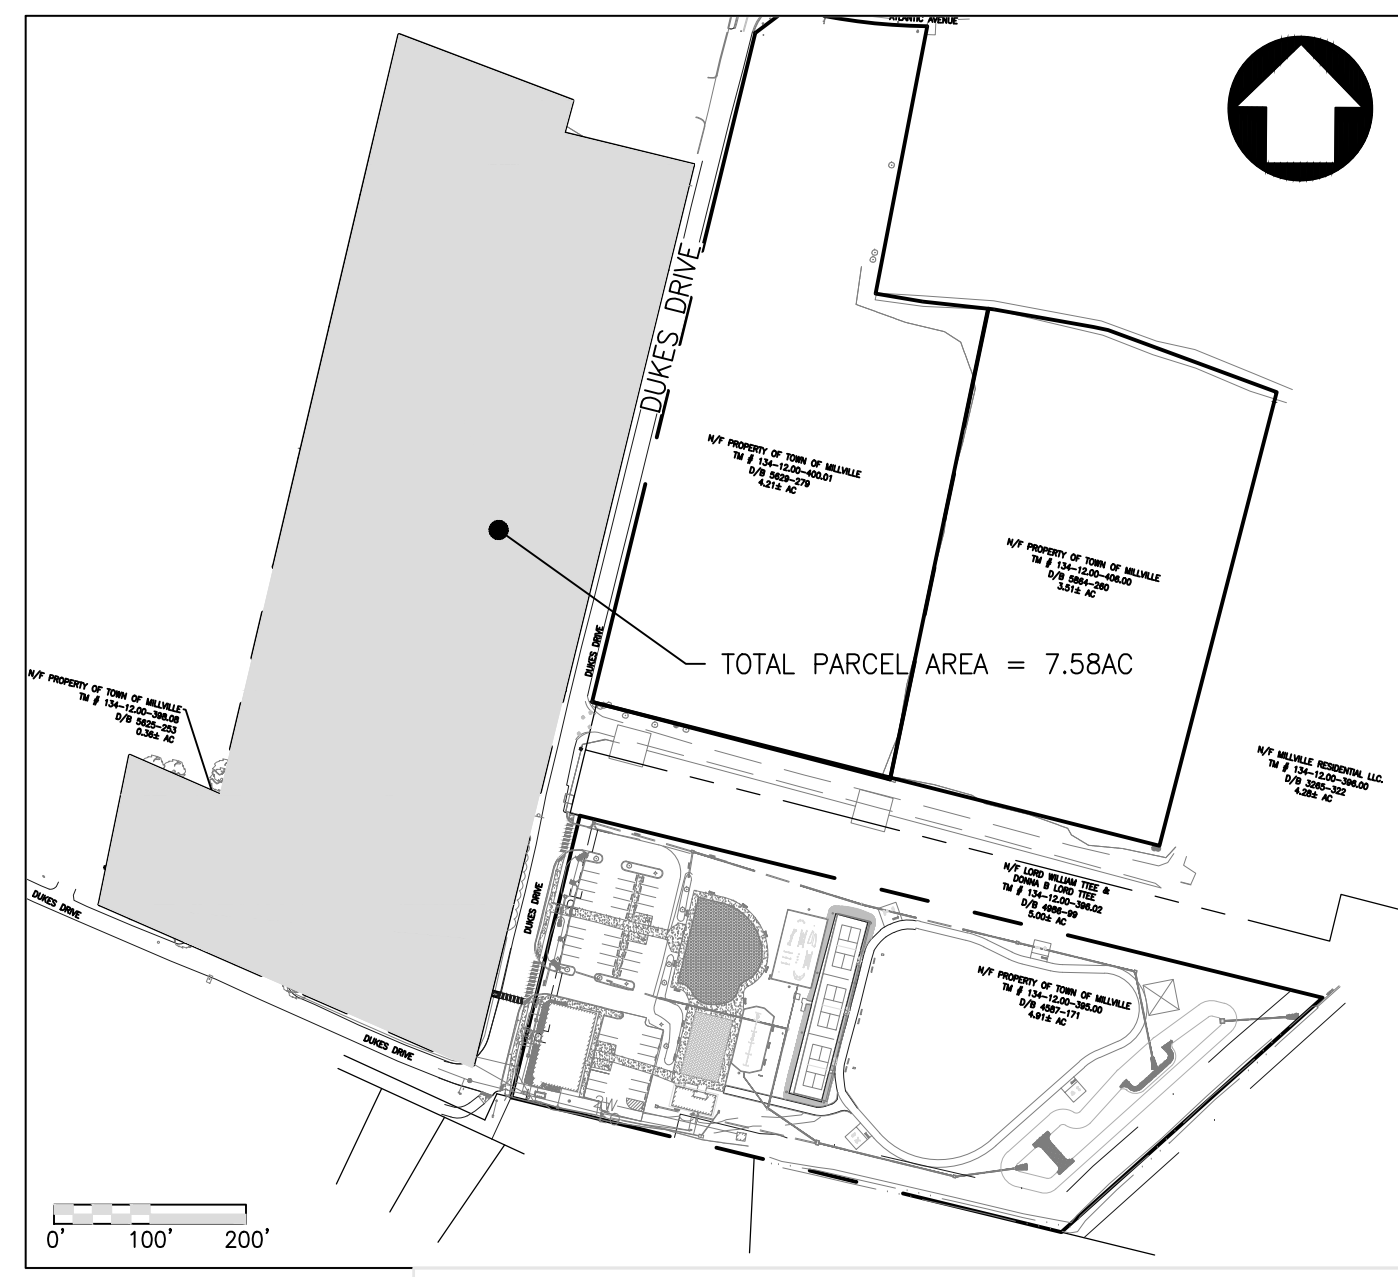 ATLANTIC AVENUE
DUKES DRIVE
N/F PROPERTY OF TOWN OF MILLVILLE
TM # 134-12.00-400.01
D/B 5629-279
4.21± AC
N/F PROPERTY OF TOWN OF MILLVILLE
TM # 134-12.00-406.00
D/B 5864-260
3.51± AC
DUKES DRIVE
TOTAL PARCEL AREA = 7.58AC
N/F PROPERTY OF TOWN OF MILLVILLE
TM # 134-12.00-398.08
D/B 5625-253
0.36± AC
N/F MILLVILLE RESIDENTIAL LLC.
TM # 134-12.00-396.00
D/B 3265-322
4.28± AC
N/F LORD WILLIAM TTEE &
DONNA B LORD TTEE
TM # 134-12.00-396.02
D/B 4986-99
5.00± AC
DUKES DRIVE
DUKES DRIVE
N/F PROPERTY OF TOWN OF MILLVILLE
TM # 134-12.00-395.00
D/B 4587-171
4.91± AC
DUKES DRIVE
0' 100' 200'